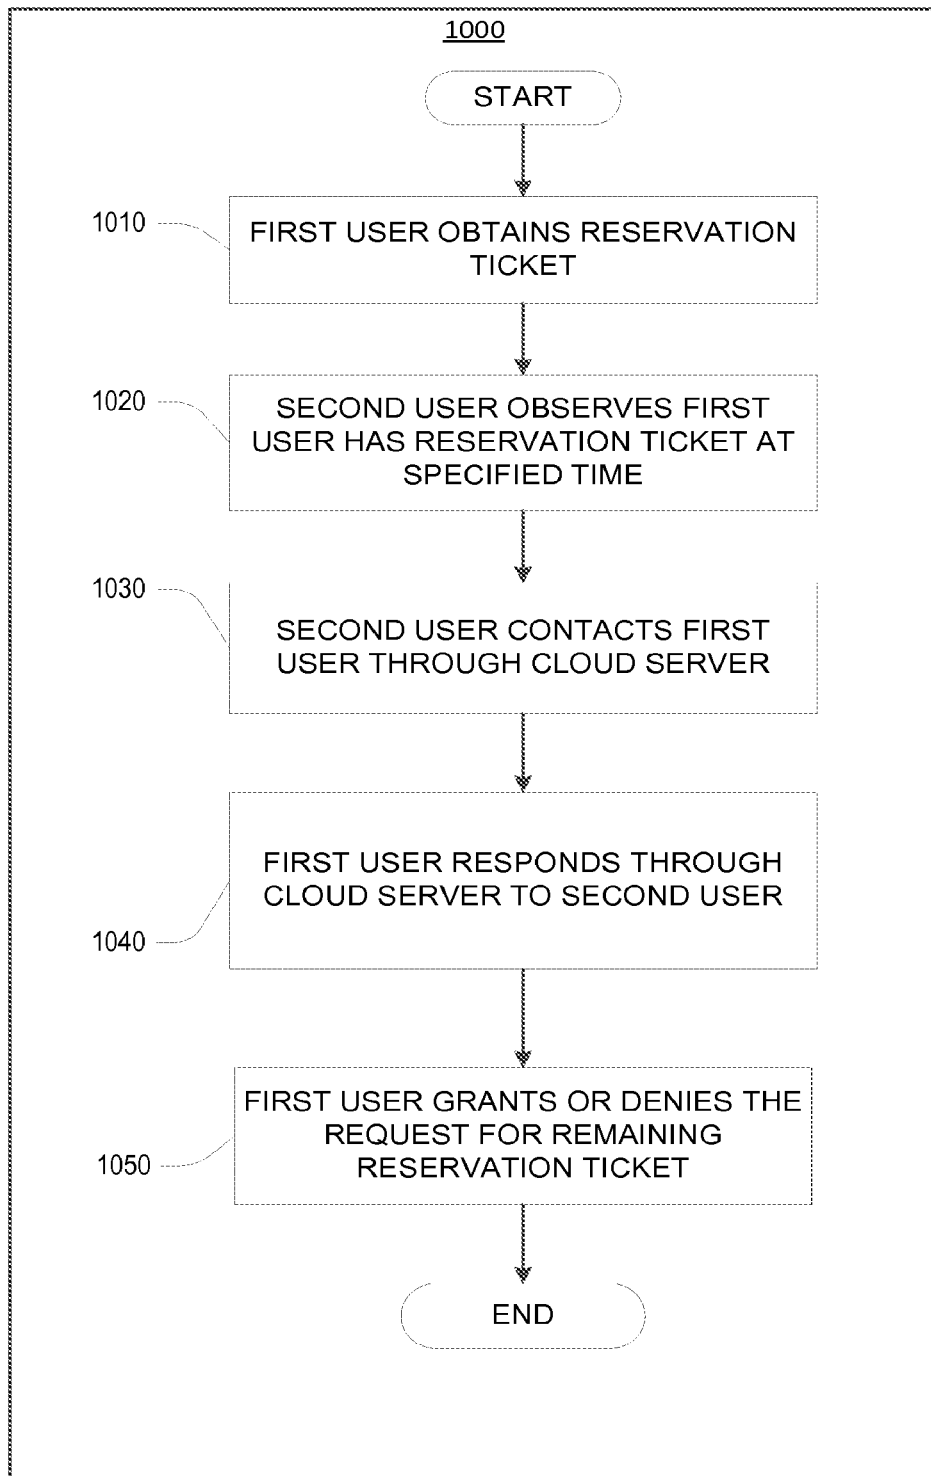 1000
START
1010
FIRST USER OBTAINS RESERVATION
TICKET
1020
SECOND USER OBSERVES FIRST
USER HAS RESERVATION TICKET AT
SPECIFIED TIME
1030
SECOND USER CONTACTS FIRST
USER THROUGH CLOUD SERVER
FIRST USER RESPONDS THROUGH
CLOUD SERVER TO SECOND USER
1040
FIRST USER GRANTS OR DENIES THE
REQUEST FOR REMAINING
RESERVATION TICKET
1050
END